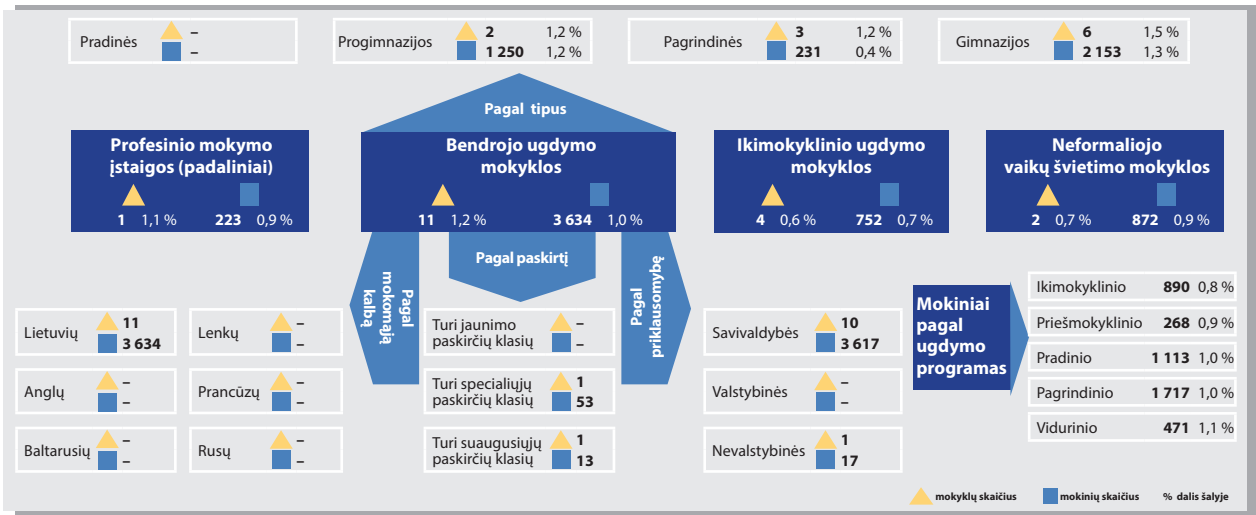 Pradinės
–
–
Progimnazijos
2 1,2 %
1 250 1,2 %
Pagrindinės
3 1,2 %
231 0,4 %
Gimnazijos
6 1,5 %
2 153 1,3 %
Pagal tipus
Profesinio mokymo
įstaigos (padaliniai)
1 1,1 % 223 0,9 %
Bendrojo ugdymo
mokyklos
11 1,2 % 3 634 1,0 %
Ikimokyklinio ugdymo
mokyklos
4 0,6 % 752 0,7 %
Neformaliojo
vaikų švietimo mokyklos
2 0,7 % 872 0,9 %
Pagal
mokomąją
kalbą
Pagal paskirtį
Pagal
priklausomybę
Lietuvių
11
3 634
Lenkų
–
–
Anglų
–
–
Prancūzų
–
–
Baltarusių
–
–
Rusų
–
–
Turi jaunimo
paskirčių klasių
–
–
Turi specialiųjų
paskirčių klasių
1
53
Turi suaugusiųjų
paskirčių klasių
1
13
Savivaldybės
10
3 617
Valstybinės
–
–
Nevalstybinės
1
17
Mokiniai
pagal
ugdymo
programas
Ikimokyklinio 890 0,8 %
Priešmokyklinio 268 0,9 %
Pradinio 1 113 1,0 %
Pagrindinio 1 717 1,0 %
Vidurinio 471 1,1 %
mokyklų skaičius mokinių skaičius % dalis šalyje